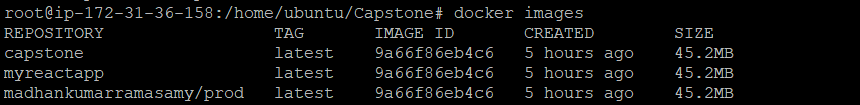 root@ip-172-31-36-158:/home/ubuntu/Capstone# docker images
REPOSITORY TAG IMAGE ID CREATED SIZE
capstone latest 9a66f86eb4c6 5 hours ago 45.2MB
myreactapp latest 9a66f86eb4c6 5 hours ago 45.2MB
madhankumarramasamy/prod latest 9a66f86eb4c6 5 hours ago 45.2MB